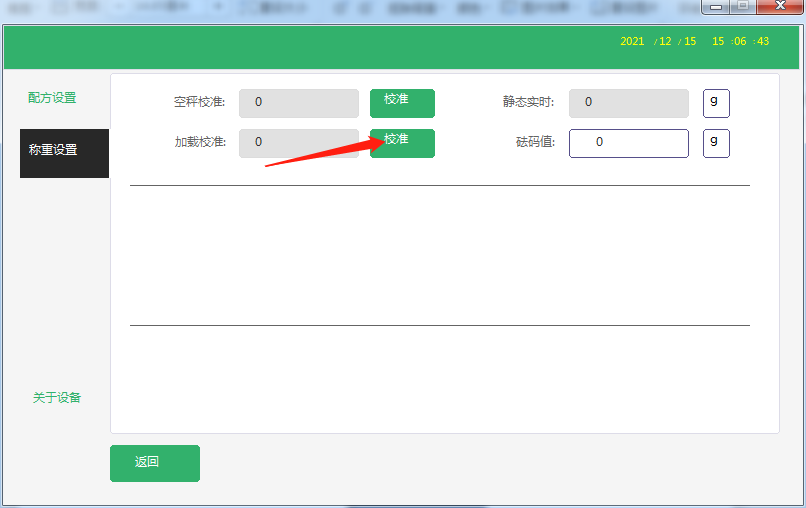 2021 / 12 / 15 15 :06 :43
配方设置
称重设置
关于设备
空秤校准: 0 校准 静态实时: 0 g
加载校准: 0 校准 砝码值: 0 g
返回